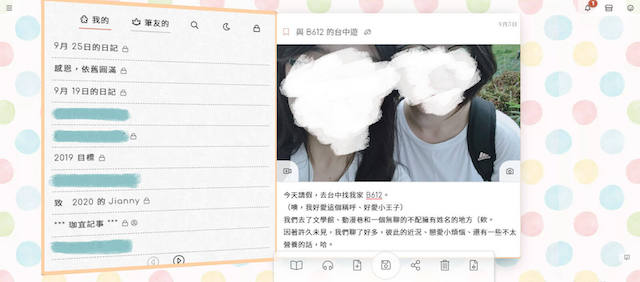 我的
筆友的
9月 25日的日記
感恩，依舊圓滿
9月 19日的日記
2019 目標
致 2020 的 Jianny
*** 咖宜記事 ***
9月5日
與 B612 的台中遊
今天請假，去台中找我家 B612。
（噢，我好愛這個稱呼、好愛小王子）
我們去了文學館、動漫巷和一個無聊的不配擁有姓名的地方（欸。
因著許久未見，我們聊了好多，彼此的近況、戀愛小煩惱、還有一些不太
營養的話，哈。